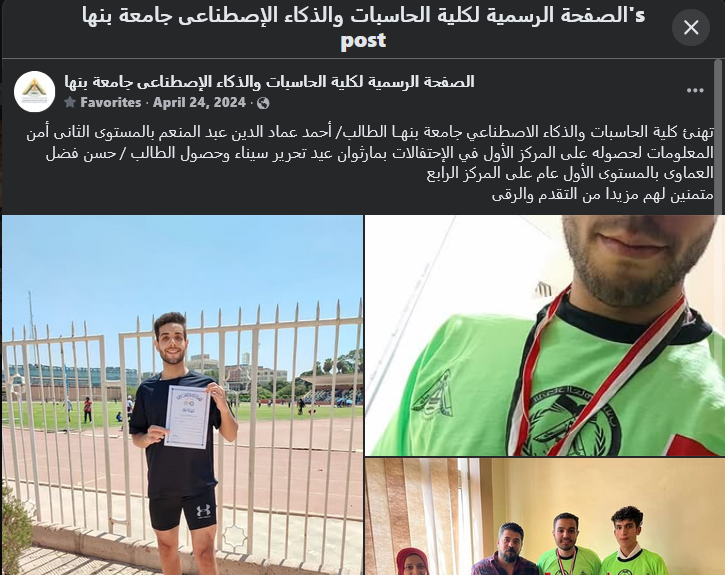 الصفحة الرسمية لكلية الحاسبات والذكاء الإصطناعى جامعة بنها's
post
الصفحة الرسمية لكلية الحاسبات والذكاء الإصطناعى جامعة بنها
Favorites · April 24, 2024 ·
تهنئ كلية الحاسبات والذكاء الاصطناعي جامعة بنهـا الطالب/ أحمد عماد الدين عبد المنعم بالمستوى الثانى أمن
المعلومات لحصوله على المركز الأول في الإحتفالات بمارثوان عيد تحرير سيناء وحصول الطالب / حسن فضل
العماوى بالمستوى الأول عام على المركز الرابع
متمنين لهم مزيدا من التقدم والرقى